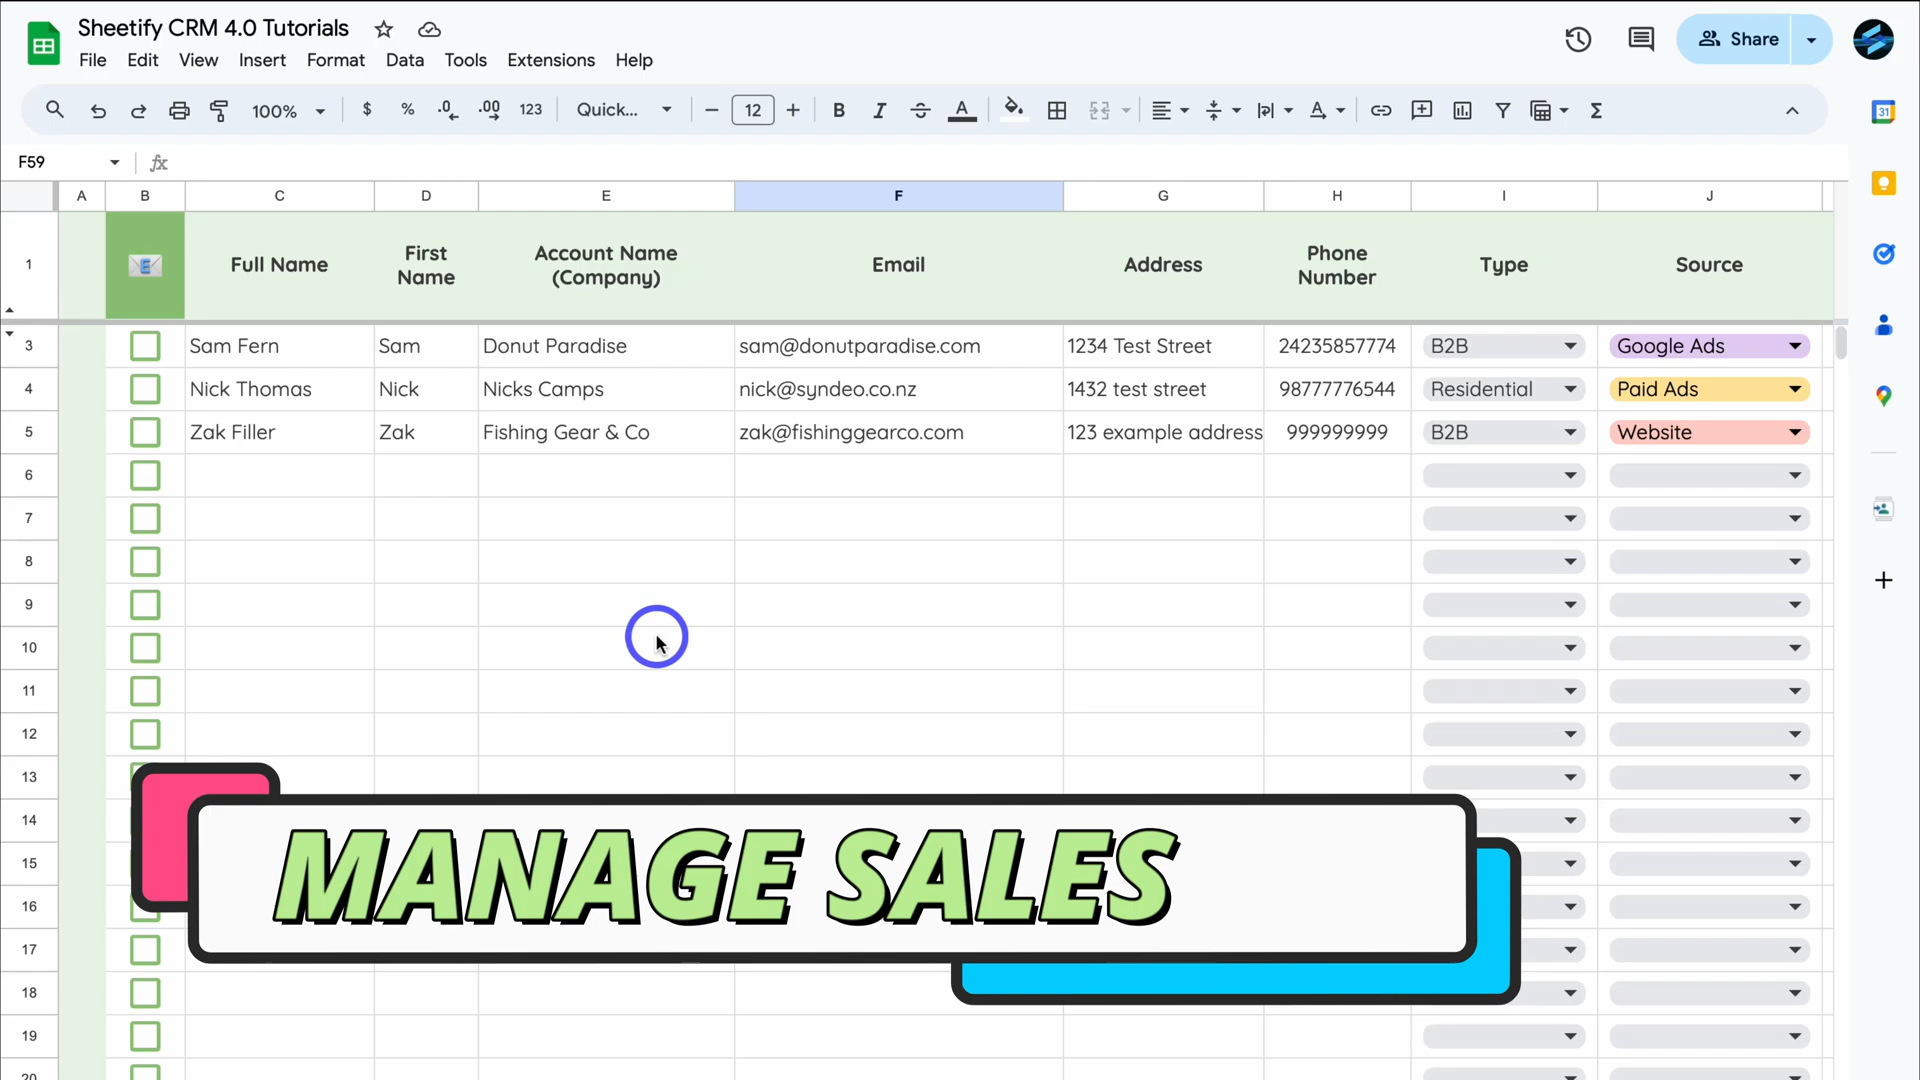 Sheetify CRM 4.0 Tutorials
File Edit View Insert Format Data Tools Extensions Help
Share
100% $ % .0 .00 123 Quick... 12 B I A
31
F59 fx
A B C D E F G H I J
1 E Full Name First Name Account Name (Company) Email Address Phone Number Type Source
3 Sam Fern Sam Donut Paradise sam@donutparadise.com 1234 Test Street 24235857774 B2B Google Ads
4 Nick Thomas Nick Nicks Camps nick@syndeo.co.nz 1432 test street 98777776544 Residential Paid Ads
5 Zak Filler Zak Fishing Gear & Co zak@fishinggearco.com 123 example address 999999999 B2B Website
6
7
8
9
10
11
12
13
14
15
16
17
18
19
20
MANAGE SALES